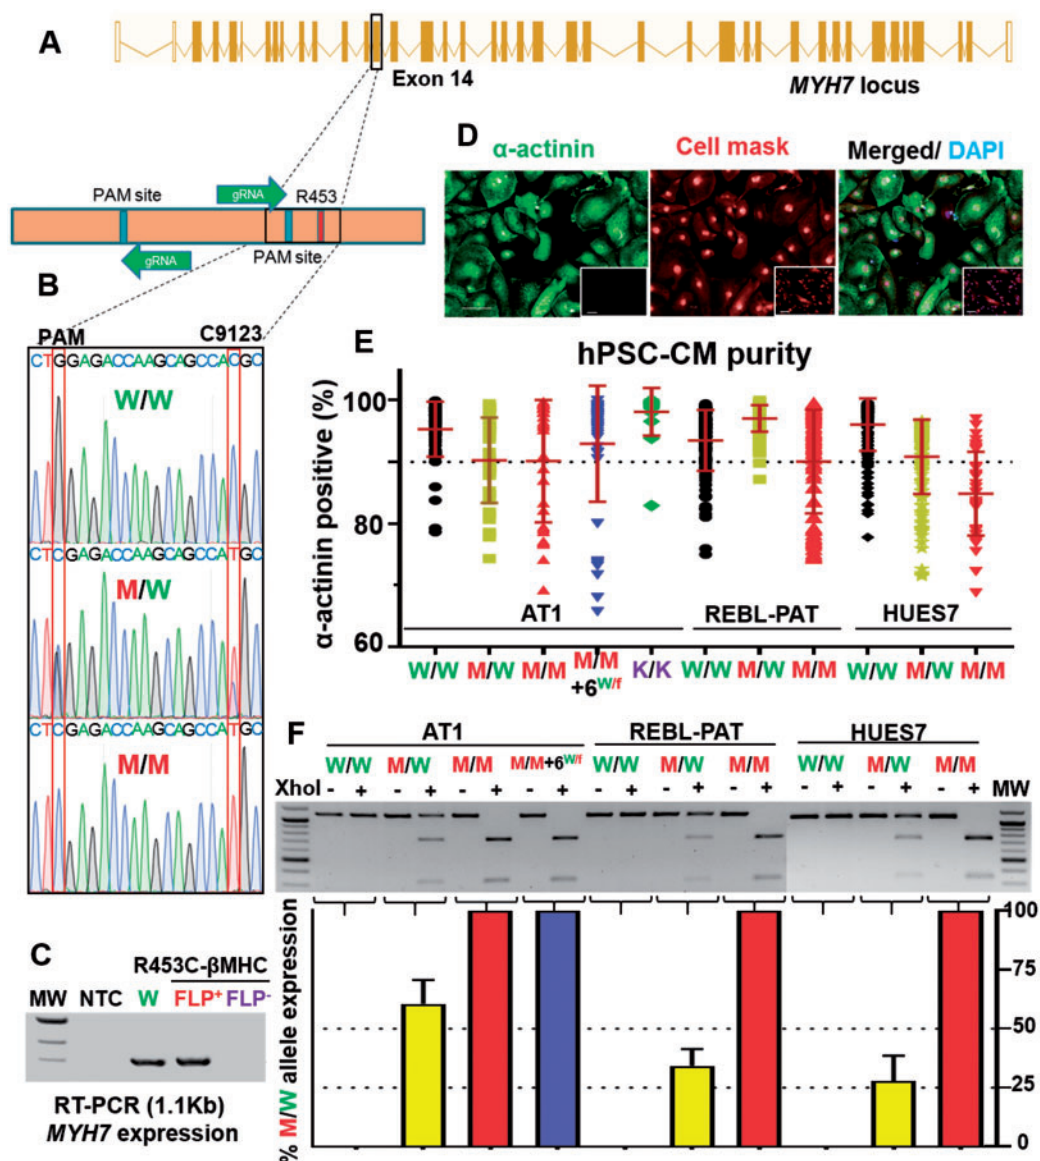 A
Exon 14
MYH7 locus
PAM site
gRNA
R453
gRNA
PAM site
B
PAM
C9123
CTGGAGACCAAGCAGCCACGC
W/W
CTCGAGACCAAGCAGCCATGC
M/W
CTCGAGACCAAGCAGCCATGC
M/M
C
R453C-βMHC
MW NTC W FLP⁺ FLP⁻
RT-PCR (1.1Kb)
MYH7 expression
D
α-actinin
Cell mask
Merged/ DAPI
E
hPSC-CM purity
α-actinin positive (%)
100
80
60
AT1
REBL-PAT
HUES7
W/W M/W M/M M/M +6W/f K/K W/W M/W M/M W/W M/W M/M
F
AT1
REBL-PAT
HUES7
W/W M/W M/M M/M+6W/f W/W M/W M/M W/W M/W M/M
XhoI - + - + - + - + - + - + - + - + - + - + MW
% M/W allele expression
100
75
50
25
0